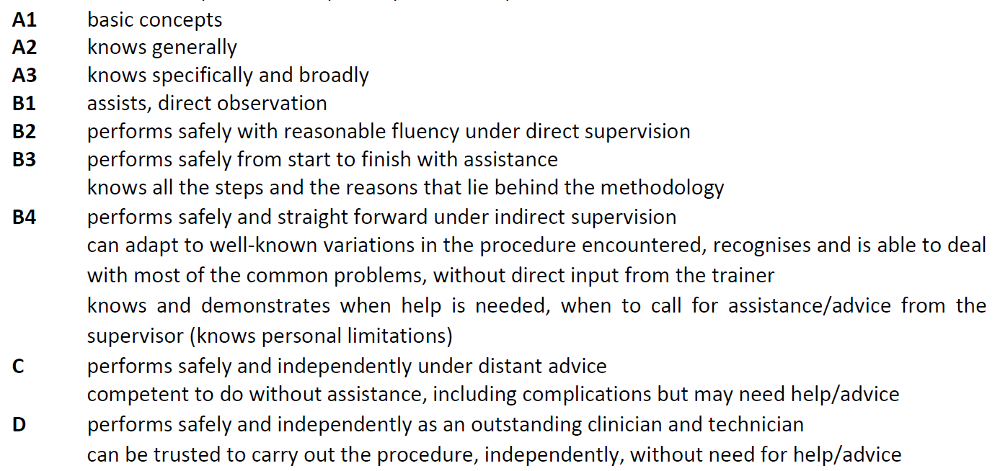 A1 basic concepts
A2 knows generally
A3 knows specifically and broadly
B1 assists, direct observation
B2 performs safely with reasonable fluency under direct supervision
B3 performs safely from start to finish with assistance
knows all the steps and the reasons that lie behind the methodology
B4 performs safely and straight forward under indirect supervision
can adapt to well-known variations in the procedure encountered, recognises and is able to deal
with most of the common problems, without direct input from the trainer
knows and demonstrates when help is needed, when to call for assistance/advice from the
supervisor (knows personal limitations)
C performs safely and independently under distant advice
competent to do without assistance, including complications but may need help/advice
D performs safely and independently as an outstanding clinician and technician
can be trusted to carry out the procedure, independently, without need for help/advice